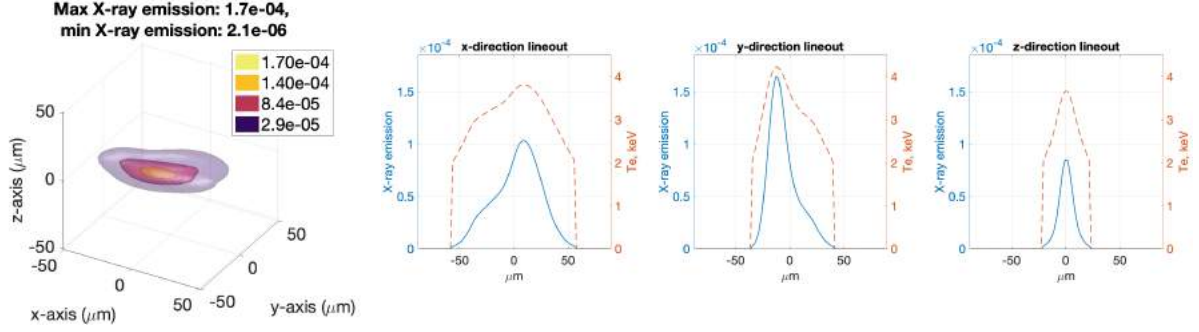 Max X-ray emission: 1.7e-04,
min X-ray emission: 2.1e-06
1.70e-04
1.40e-04
8.4e-05
2.9e-05
50
0
-50
z-axis (μm)
-50
0
50
x-axis (μm)
-50
0
50
y-axis (μm)
×10⁻⁴
x-direction lineout
1.5
1
0.5
0
X-ray emission
4
3
2
1
0
Te, keV
-50
0
50
μm
×10⁻⁴
y-direction lineout
1.5
1
0.5
0
X-ray emission
4
3
2
1
0
Te, keV
-50
0
50
μm
×10⁻⁴
z-direction lineout
1.5
1
0.5
0
X-ray emission
4
3
2
1
0
Te, keV
-50
0
50
μm